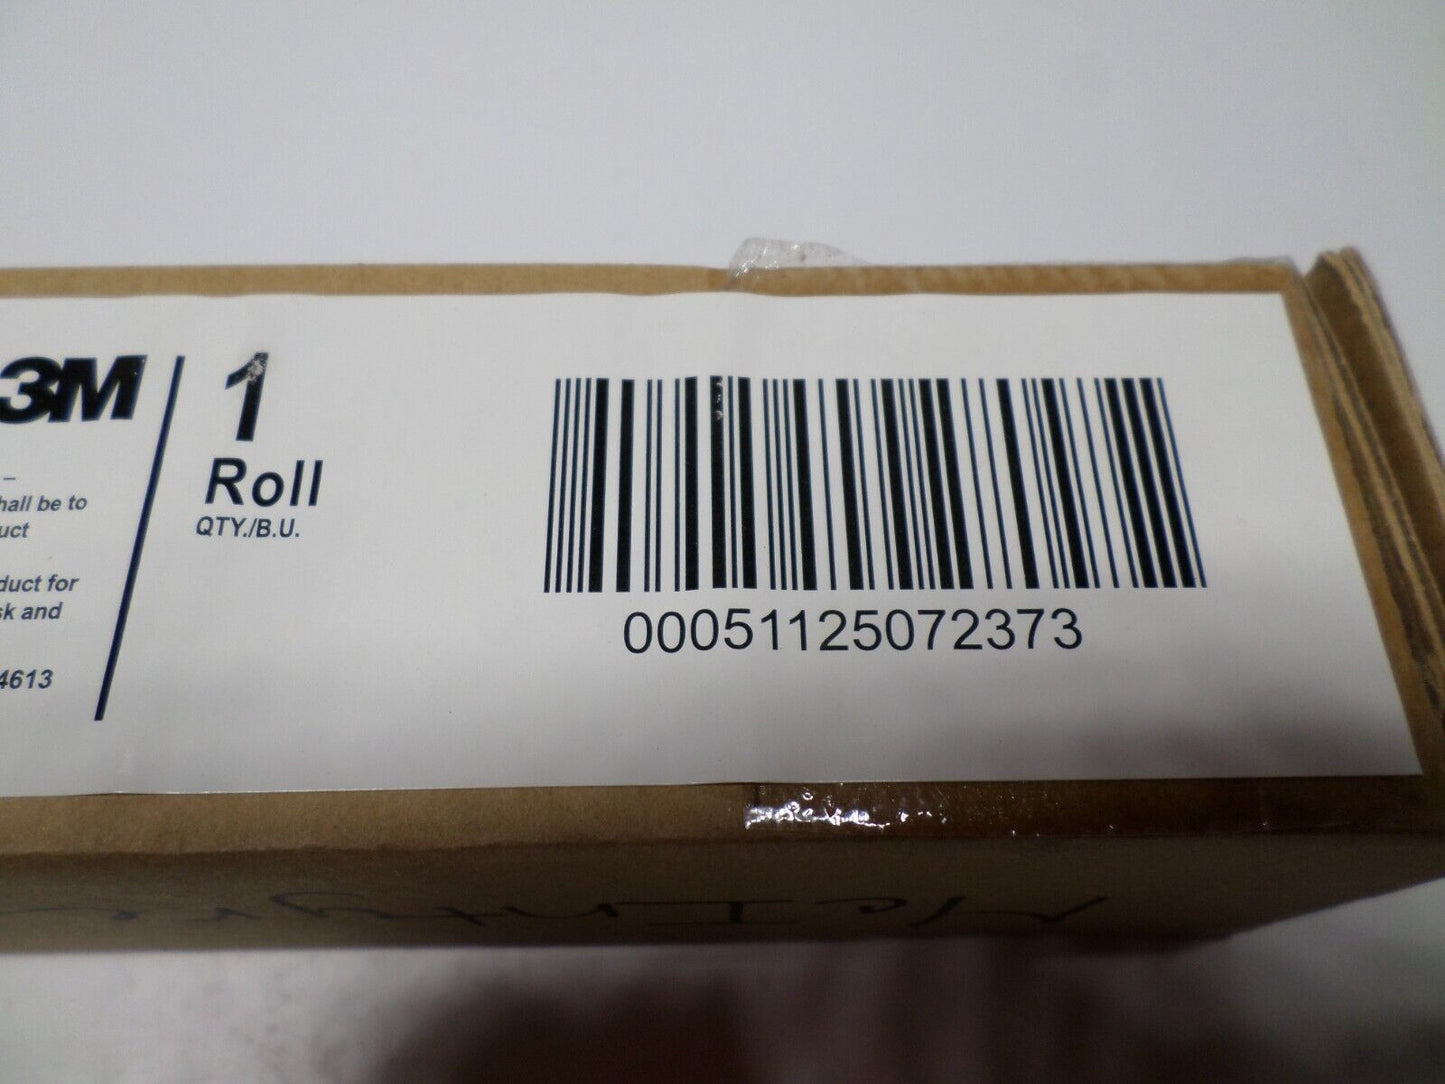 3M
1
Roll
QTY./B.U.
–
hall be to
uct
duct for
sk and
4613
00051125072373